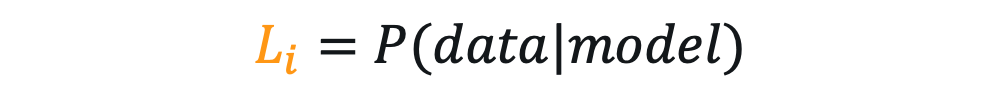 L_i = P(data|model)